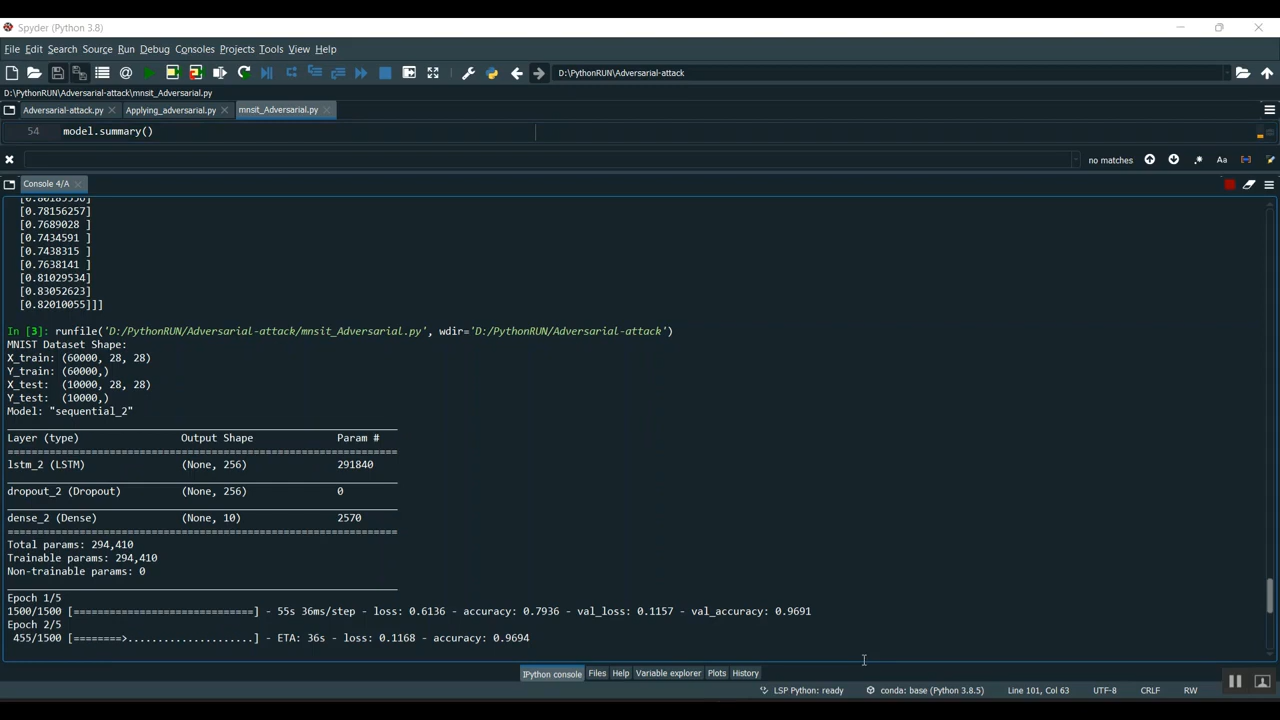 Spyder (Python 3.8)
File Edit Search Source Run Debug Consoles Projects Tools View Help
D:\PythonRUN\Adversarial-attack
D:\PythonRUN\Adversarial-attack\mnsit_Adversarial.py
Adversarial-attack.py Applying_adversarial.py mnsit_Adversarial.py
54 model.summary()
no matches .* Aa
Console 4/A
[0.78156257]
[0.7689028 ]
[0.7434591 ]
[0.7438315 ]
[0.7638141 ]
[0.81029534]
[0.83052623]
[0.82010055]]]
In [3]: runfile('D:/PythonRUN/Adversarial-attack/mnsit_Adversarial.py', wdir='D:/PythonRUN/Adversarial-attack')
MNIST Dataset Shape:
X_train: (60000, 28, 28)
Y_train: (60000,)
X_test:  (10000, 28, 28)
Y_test:  (10000,)
Model: "sequential_2"
Layer (type) Output Shape Param #
=================================================================
lstm_2 (LSTM) (None, 256) 291840
dropout_2 (Dropout) (None, 256) 0
dense_2 (Dense) (None, 10) 2570
=================================================================
Total params: 294,410
Trainable params: 294,410
Non-trainable params: 0
Epoch 1/5
1500/1500 [==============================] - 55s 36ms/step - loss: 0.6136 - accuracy: 0.7936 - val_loss: 0.1157 - val_accuracy: 0.9691
Epoch 2/5
455/1500 [========>.....................] - ETA: 36s - loss: 0.1168 - accuracy: 0.9694
IPython console Files Help Variable explorer Plots History
LSP Python: ready conda: base (Python 3.8.5) Line 101, Col 63 UTF-8 CRLF RW